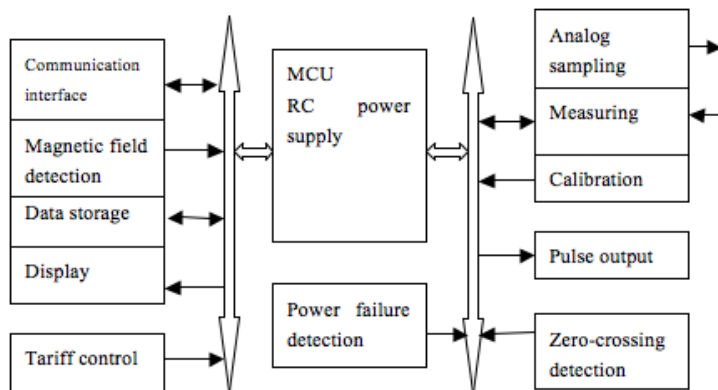 Communication
interface
Magnetic field
detection
Data storage
Display
Tariff control
MCU
RC power
supply
Power failure
detection
Analog
sampling
Measuring
Calibration
Pulse output
Zero-crossing
detection